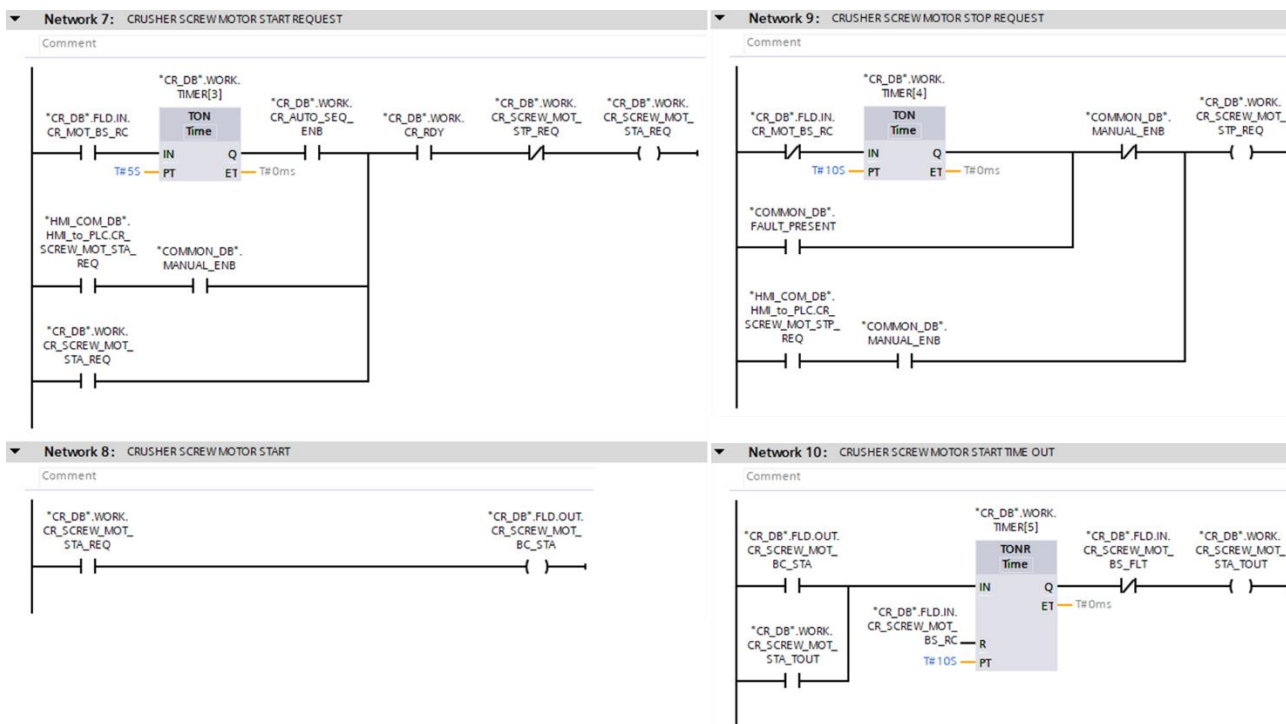 Network 7: CRUSHER SCREW MOTOR START REQUEST
Comment
"CR_DB".WORK.
TIMER[3]
"CR_DB".FLD.IN.
CR_MOT_BS_RC
TON
Time
IN
Q
T#5S
PT
ET
T#0ms
"CR_DB".WORK.
CR_AUTO_SEQ_
ENB
"CR_DB".WORK.
CR_RDY
"CR_DB".WORK.
CR_SCREW_MOT_
STP_REQ
"CR_DB".WORK.
CR_SCREW_MOT_
STA_REQ
"HMI_COM_DB".
HMI_to_PLC.CR_
SCREW_MOT_STA_
REQ
"COMMON_DB".
MANUAL_ENB
"CR_DB".WORK.
CR_SCREW_MOT_
STA_REQ
Network 8: CRUSHER SCREW MOTOR START
Comment
"CR_DB".WORK.
CR_SCREW_MOT_
STA_REQ
"CR_DB".FLD.OUT.
CR_SCREW_MOT_
BC_STA
Network 9: CRUSHER SCREW MOTOR STOP REQUEST
Comment
"CR_DB".WORK.
TIMER[4]
"CR_DB".FLD.IN.
CR_MOT_BS_RC
TON
Time
IN
Q
T#10S
PT
ET
T#0ms
"COMMON_DB".
MANUAL_ENB
"CR_DB".WORK.
CR_SCREW_MOT_
STP_REQ
"COMMON_DB".
FAULT_PRESENT
"HMI_COM_DB".
HMI_to_PLC.CR_
SCREW_MOT_STP_
REQ
"COMMON_DB".
MANUAL_ENB
Network 10: CRUSHER SCREW MOTOR START TIME OUT
Comment
"CR_DB".WORK.
TIMER[5]
"CR_DB".FLD.OUT.
CR_SCREW_MOT_
BC_STA
TONR
Time
IN
Q
ET
T#0ms
"CR_DB".FLD.IN.
CR_SCREW_MOT_
BS_RC
R
T#10S
PT
"CR_DB".FLD.IN.
CR_SCREW_MOT_
BS_FLT
"CR_DB".WORK.
CR_SCREW_MOT_
STA_TOUT
"CR_DB".WORK.
CR_SCREW_MOT_
STA_TOUT